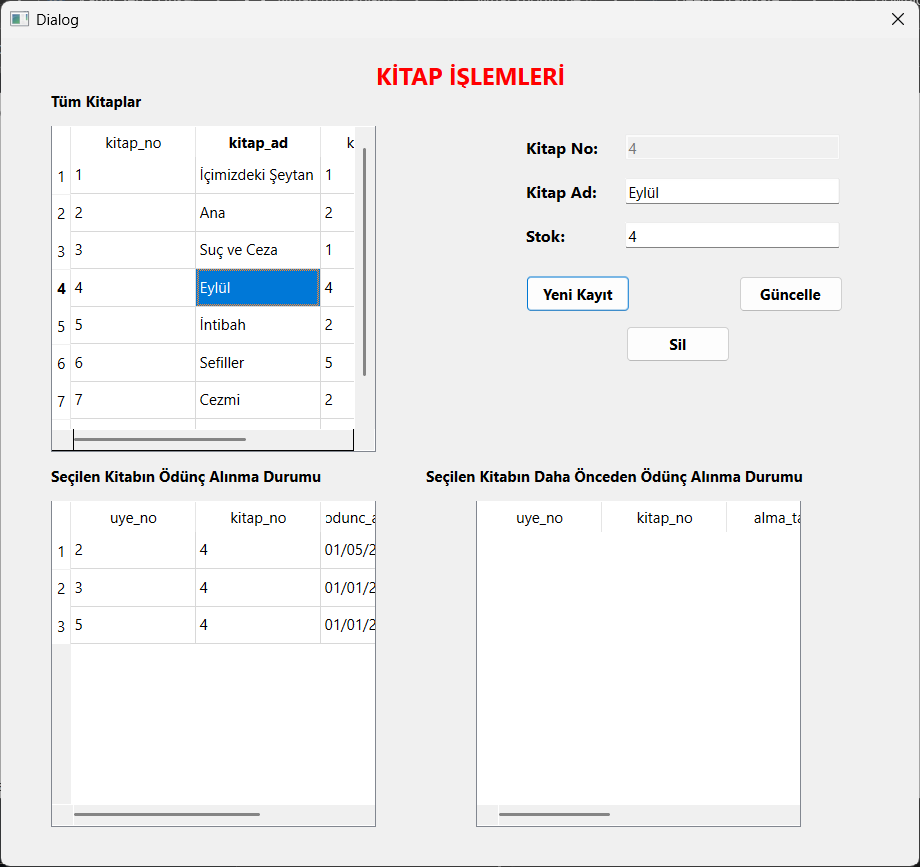 Dialog
KİTAP İŞLEMLERİ
Tüm Kitaplar
kitap_no kitap_ad k
1 1 İçimizdeki Şeytan 1
2 2 Ana 2
3 3 Suç ve Ceza 1
4 4 Eylül 4
5 5 İntibah 2
6 6 Sefiller 5
7 7 Cezmi 2
Kitap No: 4
Kitap Ad: Eylül
Stok: 4
Yeni Kayıt Güncelle
Sil
Seçilen Kitabın Ödünç Alınma Durumu
uye_no kitap_no odunc_a
1 2 4 01/05/2
2 3 4 01/01/2
3 5 4 01/01/2
Seçilen Kitabın Daha Önceden Ödünç Alınma Durumu
uye_no kitap_no alma_ta